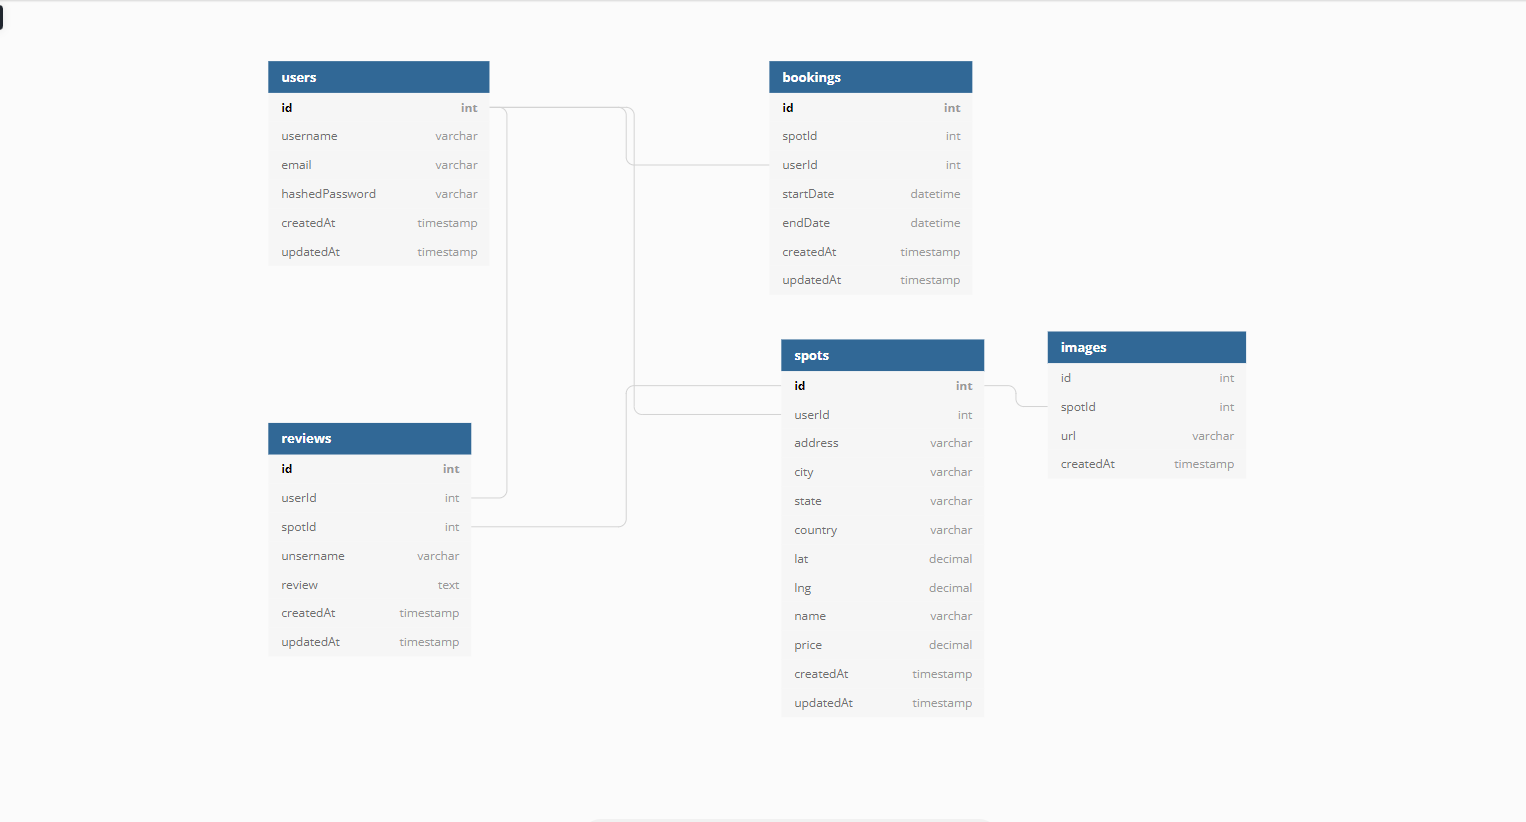 users
id int
username varchar
email varchar
hashedPassword varchar
createdAt timestamp
updatedAt timestamp
bookings
id int
spotId int
userId int
startDate datetime
endDate datetime
createdAt timestamp
updatedAt timestamp
spots
id int
userId int
address varchar
city varchar
state varchar
country varchar
lat decimal
lng decimal
name varchar
price decimal
createdAt timestamp
updatedAt timestamp
images
id int
spotId int
url varchar
createdAt timestamp
reviews
id int
userId int
spotId int
unsername varchar
review text
createdAt timestamp
updatedAt timestamp